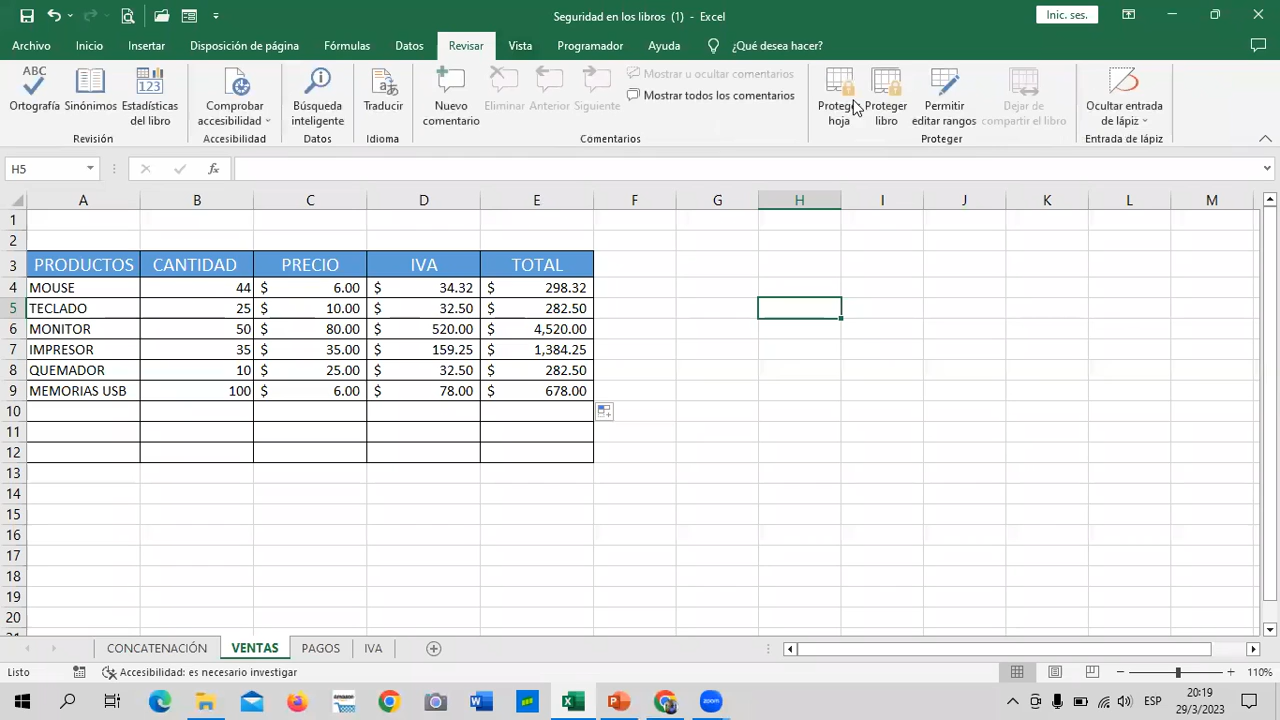 Seguridad en los libros (1) - Excel
Inic. ses.
Archivo Inicio Insertar Disposición de página Fórmulas Datos Revisar Vista Programador Ayuda ¿Qué desea hacer?
ABC
Ortografía
Sinónimos
123
Estadísticas del libro
Revisión
Comprobar accesibilidad
Accesibilidad
Búsqueda inteligente
Datos
Traducir
Idioma
Nuevo comentario
Eliminar
Anterior
Siguiente
Mostrar u ocultar comentarios
Mostrar todos los comentarios
Comentarios
hoja
Proteger libro
Permitir editar rangos
Dejar de compartir el libro
Proteger
Ocultar entrada de lápiz
Entrada de lápiz
H5 fx
A B C D E F G H I J K L M
1
2
3 PRODUCTOS CANTIDAD PRECIO IVA TOTAL
4 MOUSE 44 $ 6.00 $ 34.32 $ 298.32
5 TECLADO 25 $ 10.00 $ 32.50 $ 282.50
6 MONITOR 50 $ 80.00 $ 520.00 $ 4,520.00
7 IMPRESOR 35 $ 35.00 $ 159.25 $ 1,384.25
8 QUEMADOR 10 $ 25.00 $ 32.50 $ 282.50
9 MEMORIAS USB 100 $ 6.00 $ 78.00 $ 678.00
10
11
12
13
14
15
16
17
18
19
20
CONCATENACIÓN VENTAS PAGOS IVA
Listo Accesibilidad: es necesario investigar 110%
ESP 20:19
29/3/2023